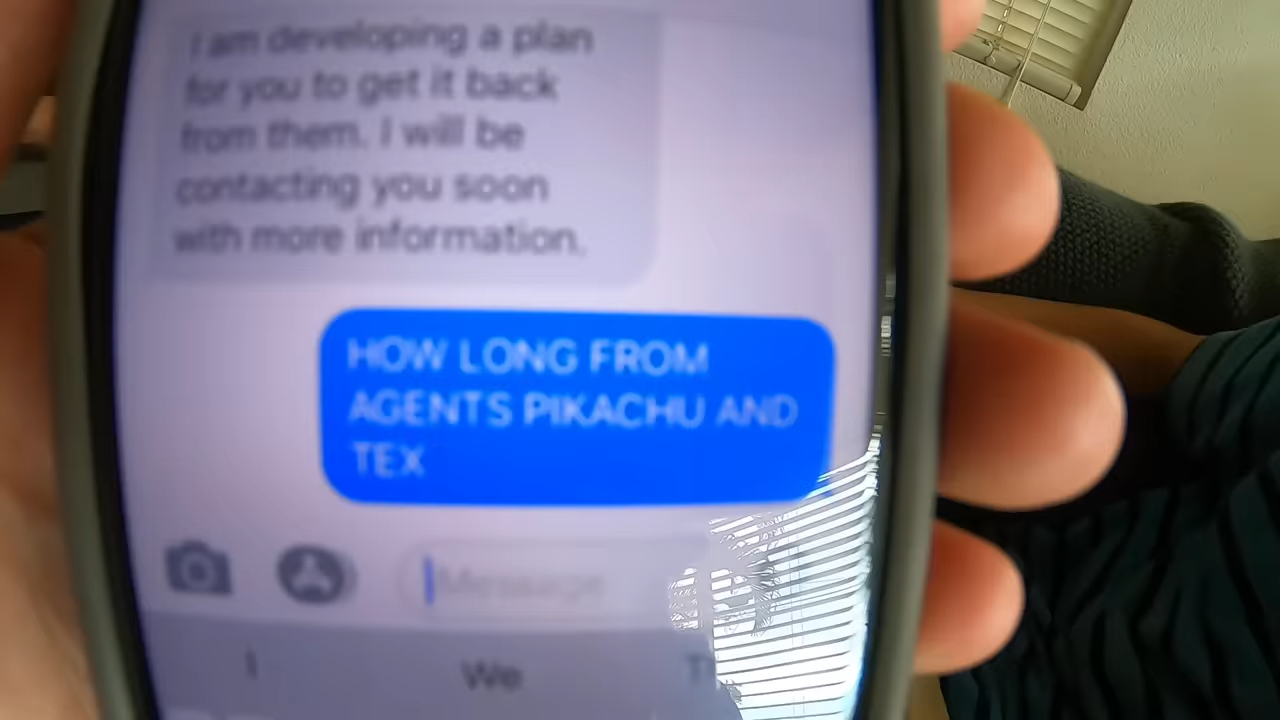 I am developing a plan
for you to get it back
from them. I will be
contacting you soon
with more information.
HOW LONG FROM
AGENTS PIKACHU AND
TEX
Message
I
We